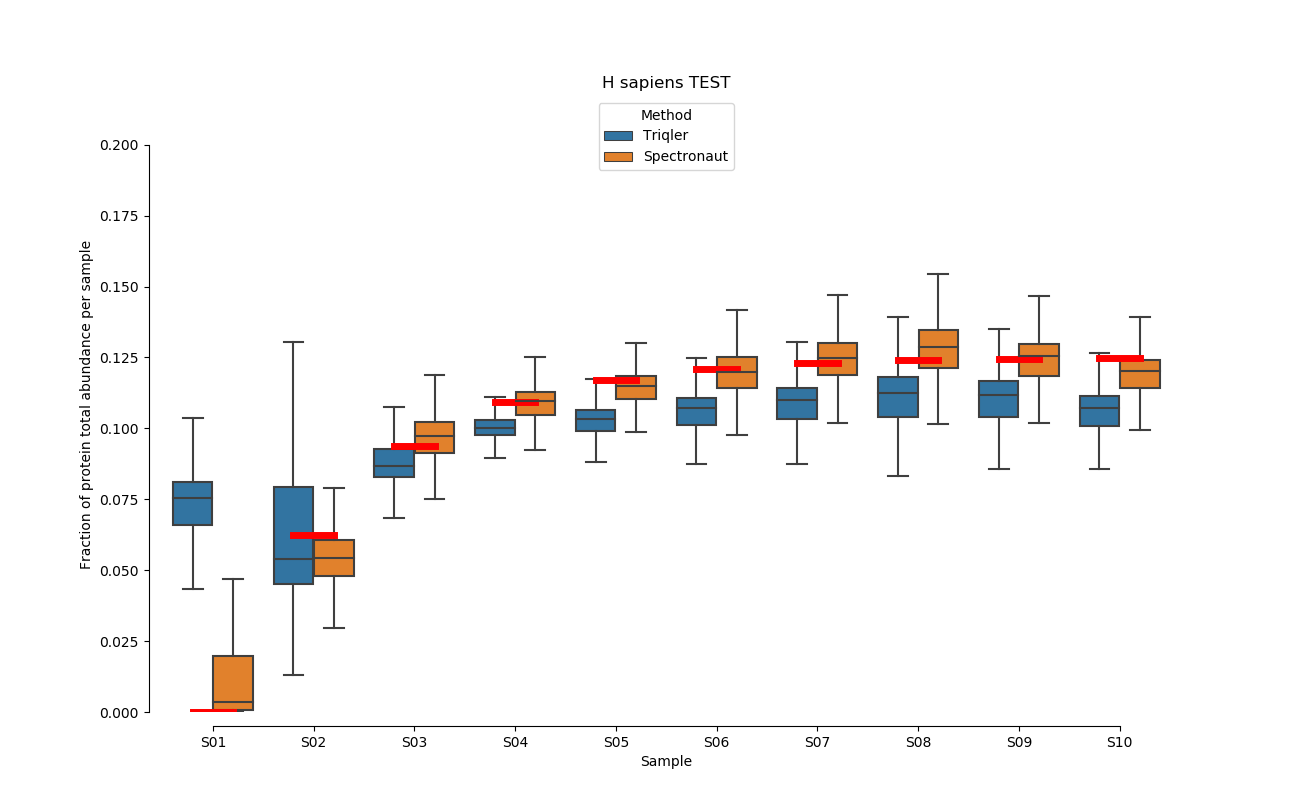 H sapiens TEST
Method
Triqler
Spectronaut
0.200
0.175
0.150
0.125
0.100
0.075
0.050
0.025
0.000
Fraction of protein total abundance per sample
S01 S02 S03 S04 S05 S06 S07 S08 S09 S10
Sample